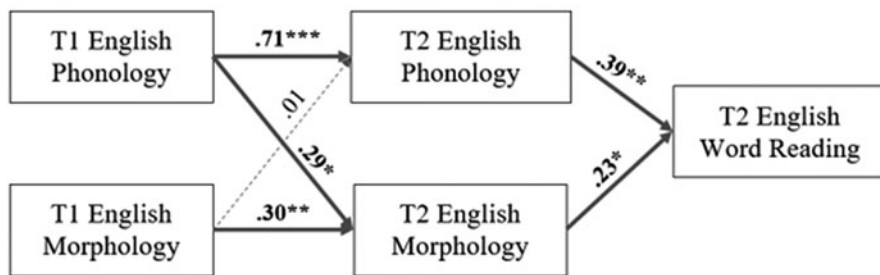 T1 English
Phonology
.71***
T2 English
Phonology
.39**
.01
T2 English
Word Reading
.29*
.23*
T1 English
Morphology
.30**
T2 English
Morphology